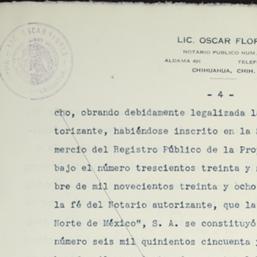 LIC. OSCAR FLOR
NOTARIO PUBLICO NUM.
ALDAMA 491 TELEF
CHIHUAHUA, CHIH.
- 4 -
cho, obrando debidamente legalizada l
torizante, habiéndose inscrito en la
mercio del Registro Público de la Pro
bajo el número trescientos treinta y
bre de mil novecientos treinta y ocho
la fé del Notario autorizante, que la
Norte de México", S. A. se constituyó
número seis mil quinientos cincuenta y